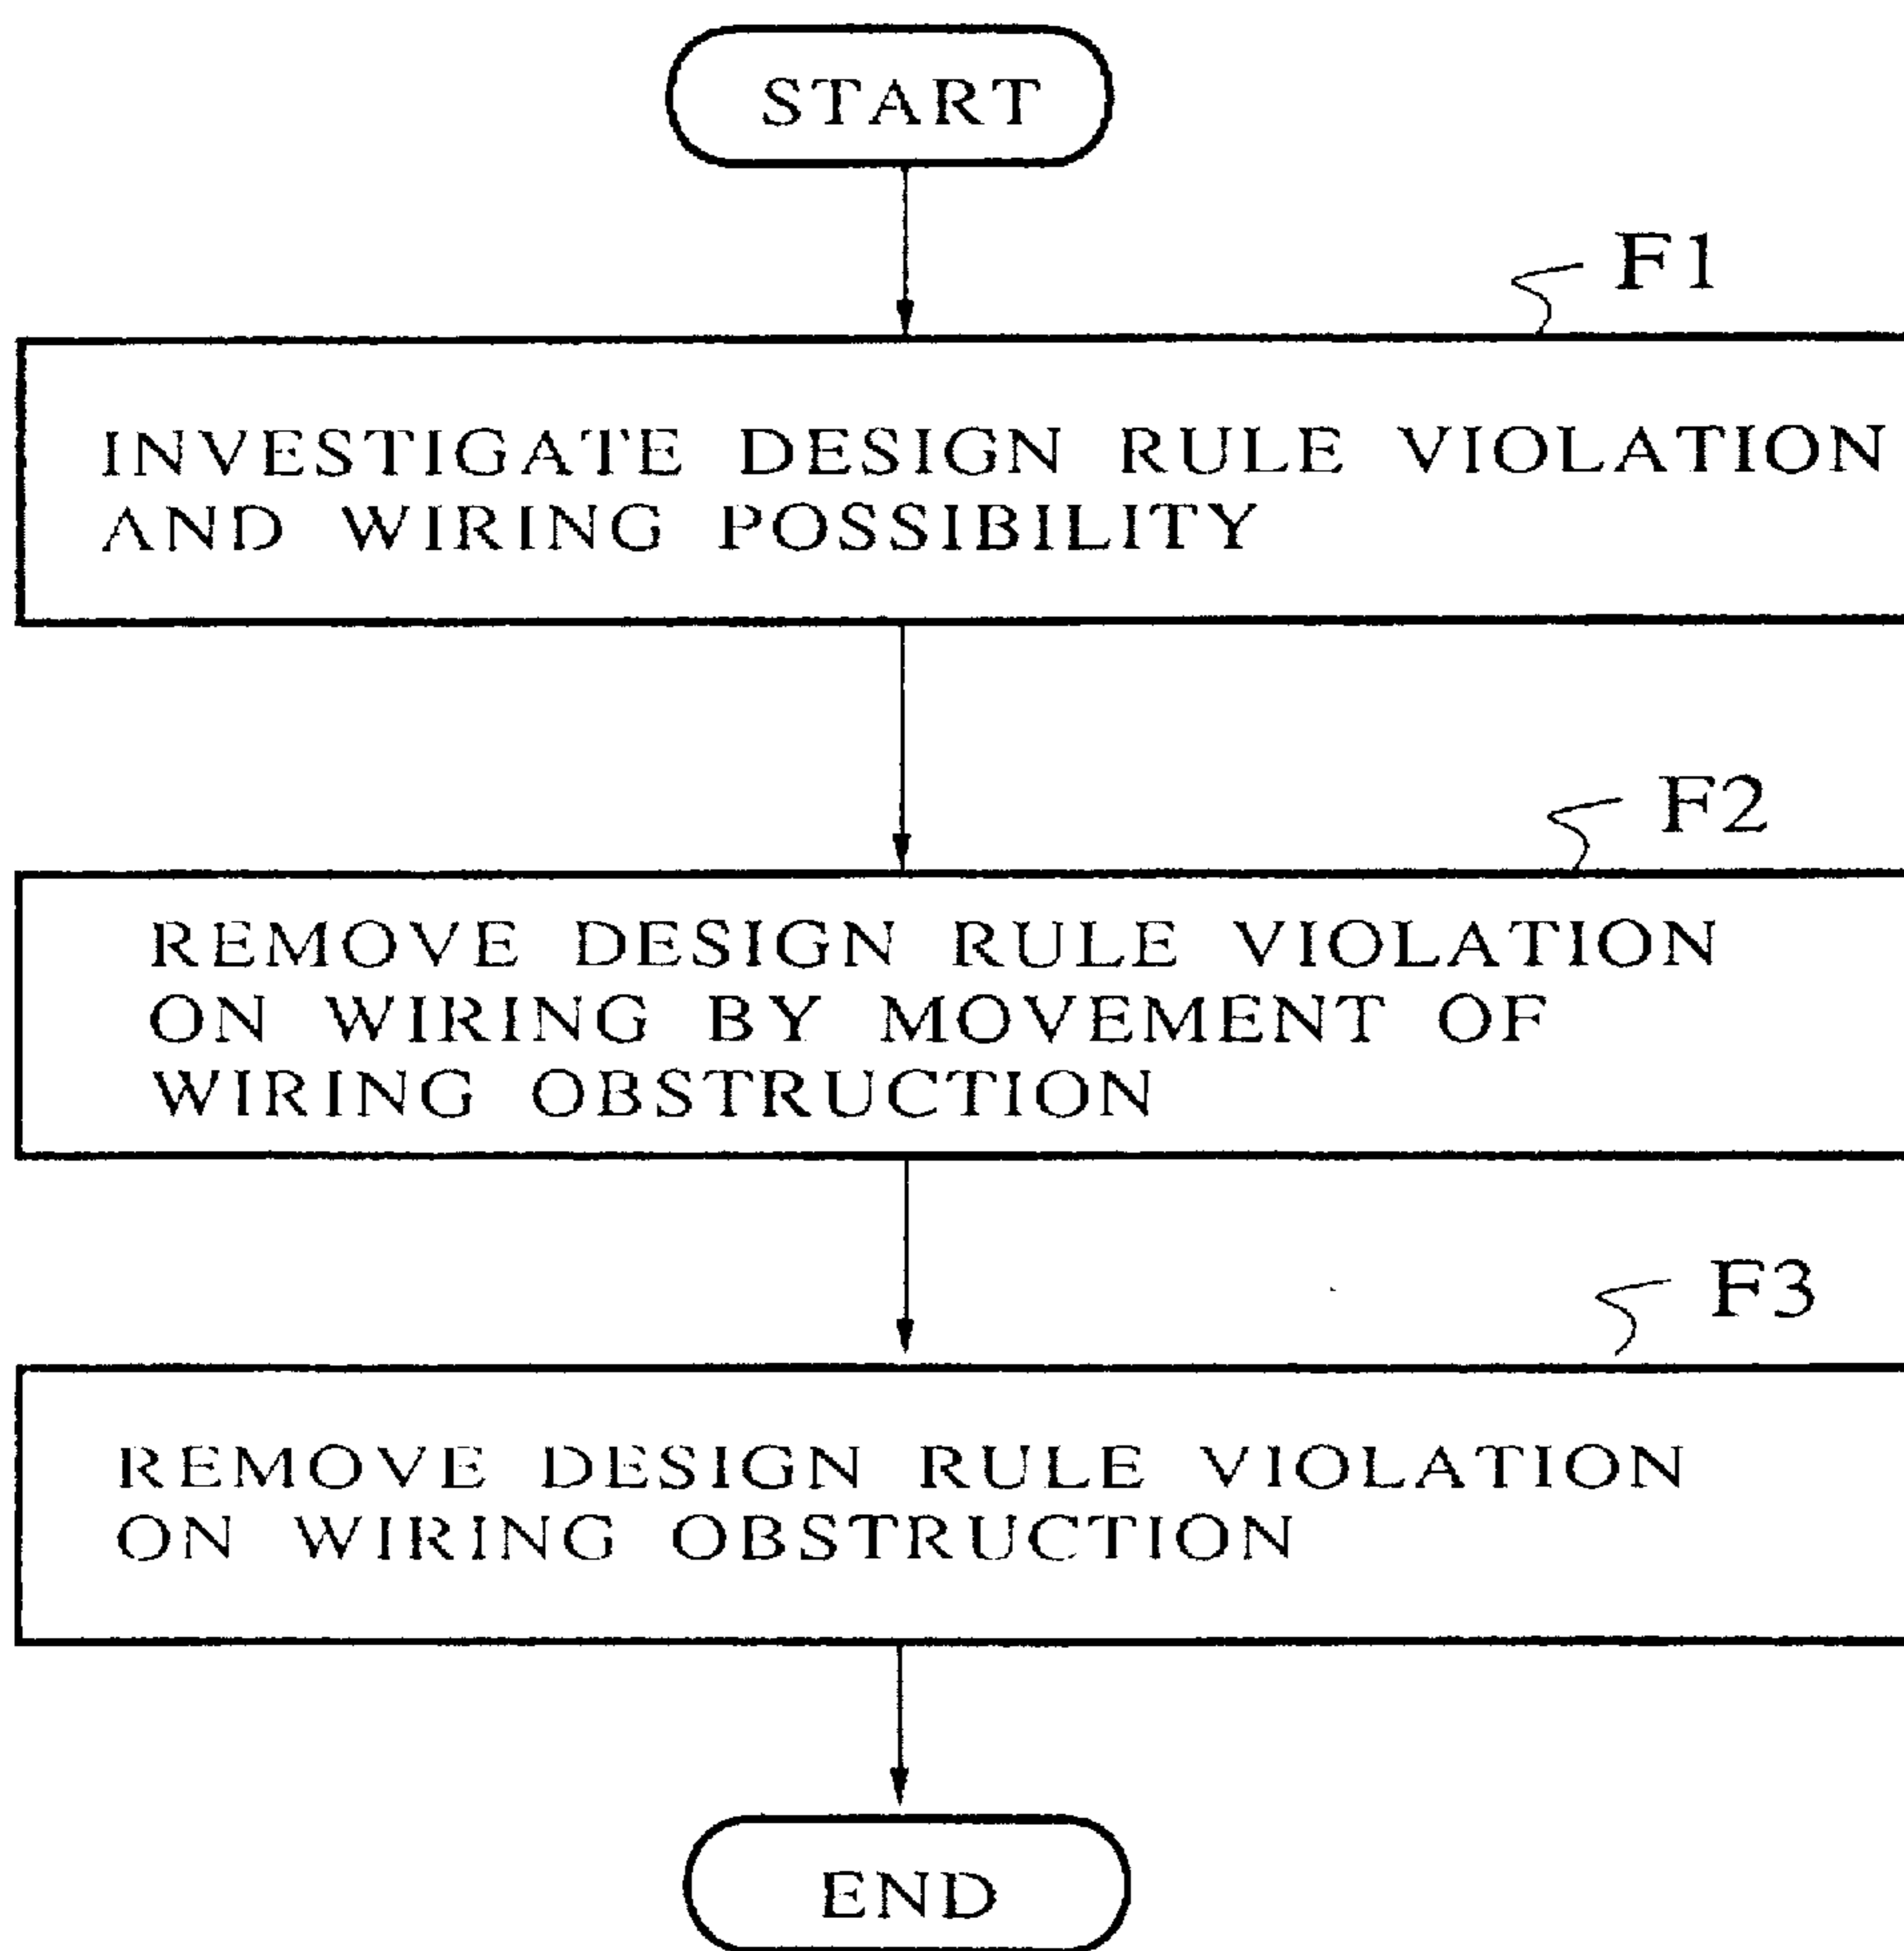 START
F1
INVESTIGATE DESIGN RULE VIOLATION
AND WIRING POSSIBILITY
F2
REMOVE DESIGN RULE VIOLATION
ON WIRING BY MOVEMENT OF
WIRING OBSTRUCTION
F3
REMOVE DESIGN RULE VIOLATION
ON WIRING OBSTRUCTION
END